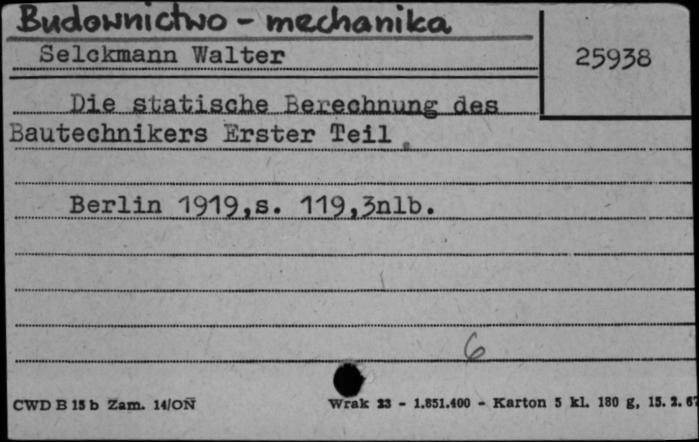 Budownictwo - mechanika
Selckmann Walter
25938
Die statische Berechnung des
Bautechnikers Erster Teil.
Berlin 1919,s. 119,3nlb.
6
CWD B 15 b Zam. 14/ON Wrak 23 - 1.851.400 - Karton 5 kl. 180 g, 15. 2. 67